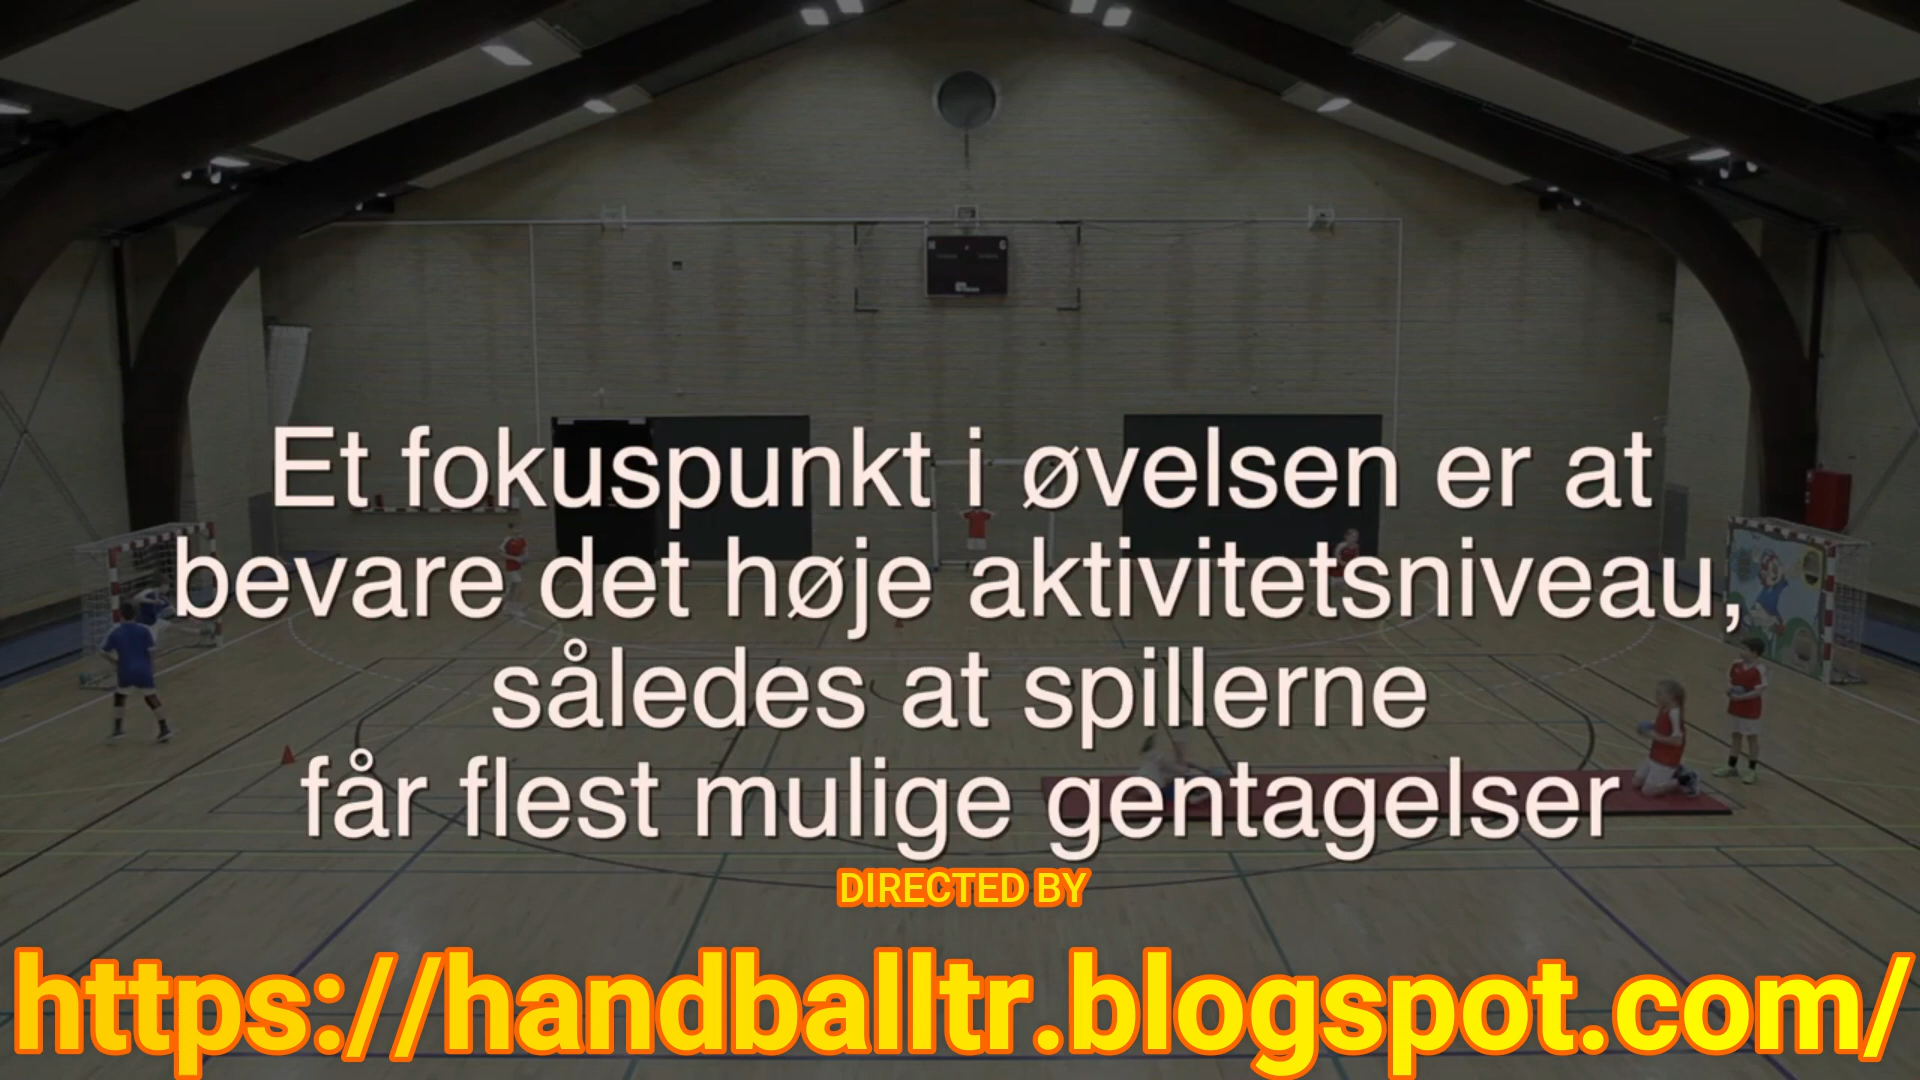 Et fokuspunkt i øvelsen er at
bevare det høje aktivitetsniveau,
således at spillerne
får flest mulige gentagelser
DIRECTED BY
https://handballtr.blogspot.com/